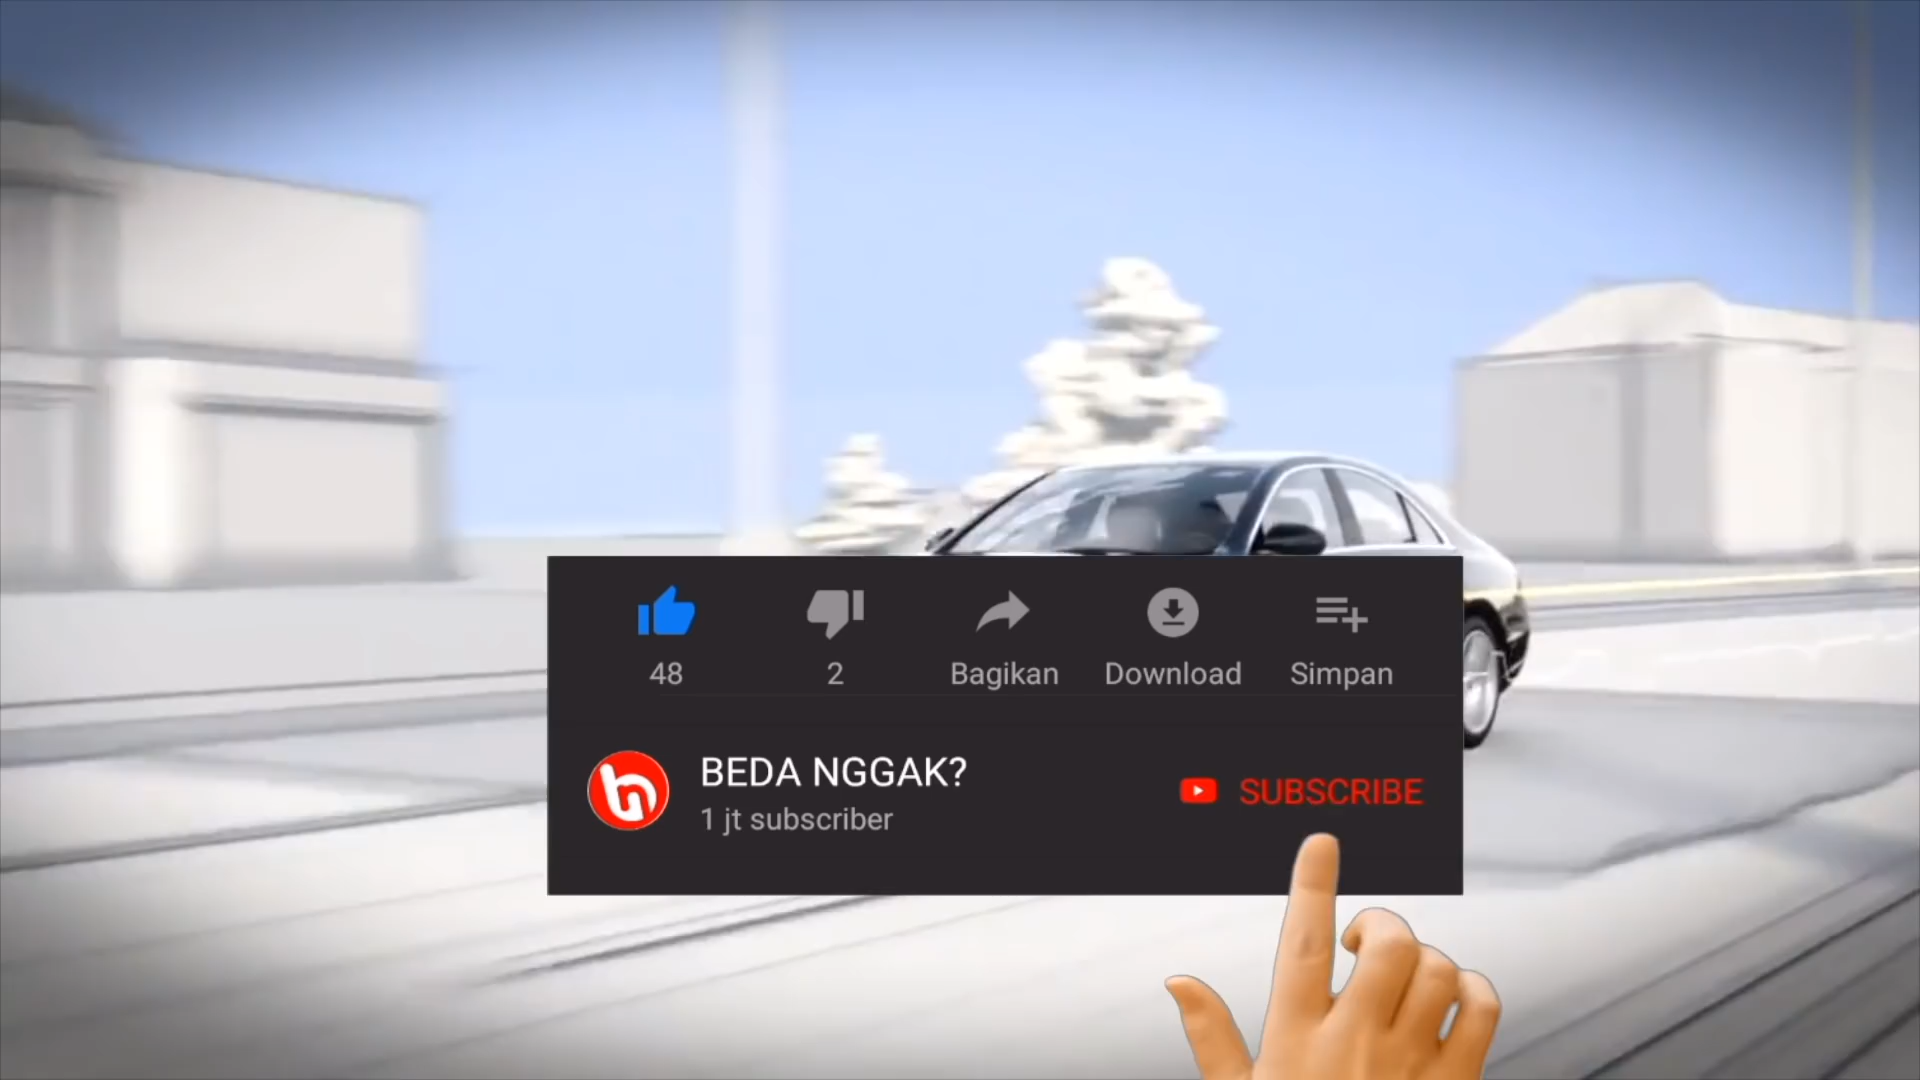 48
2
Bagikan
Download
Simpan
BEDA NGGAK?
1 jt subscriber
SUBSCRIBE